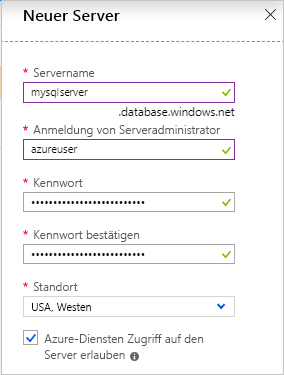 Neuer Server
* Servername
mysqlserver
.database.windows.net
* Anmeldung von Serveradministrator
azureuser
* Kennwort
••••••••••••••••••••••••••
* Kennwort bestätigen
••••••••••••••••••••••••••
* Standort
USA, Westen
Azure-Diensten Zugriff auf den
Server erlauben